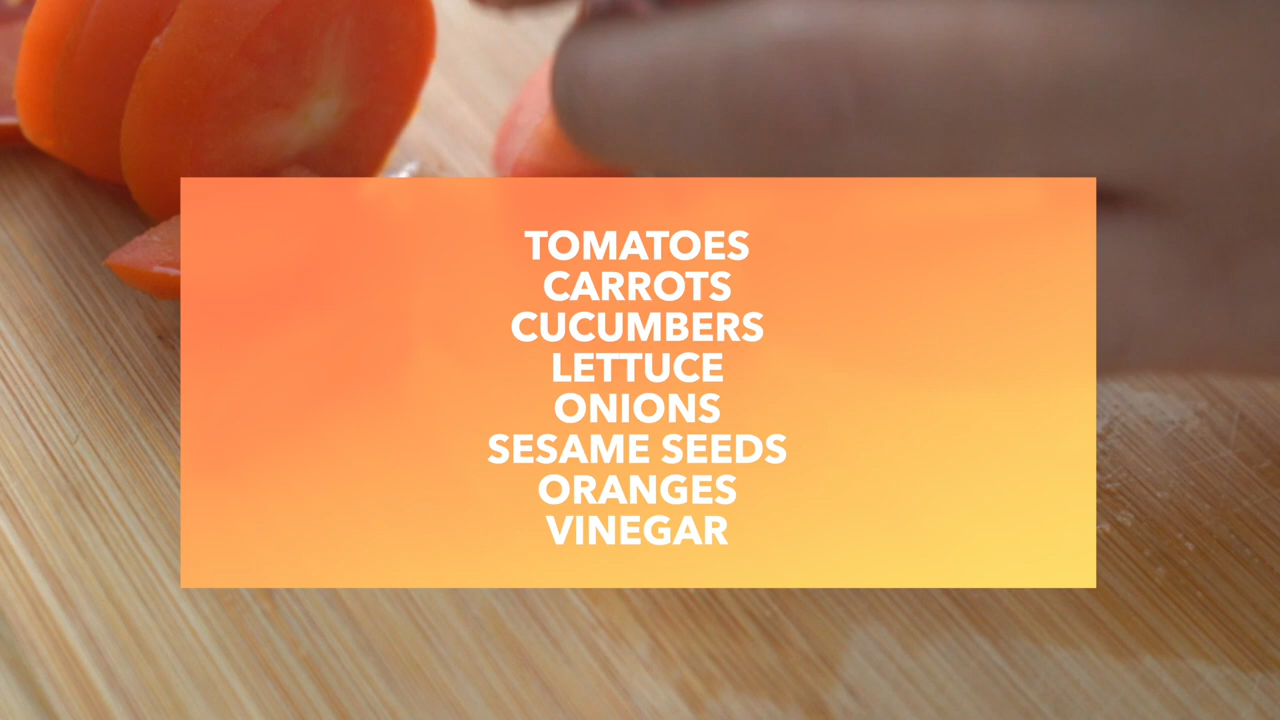 TOMATOES
CARROTS
CUCUMBERS
LETTUCE
ONIONS
SESAME SEEDS
ORANGES
VINEGAR